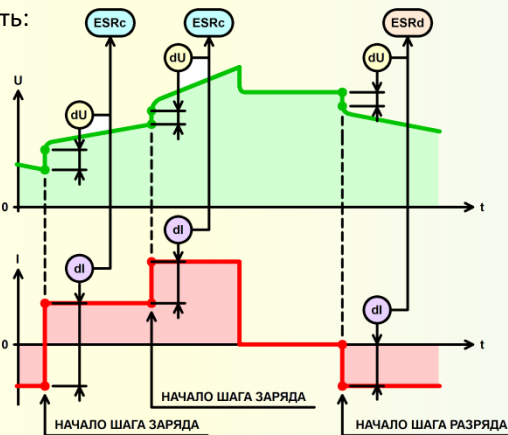 ть:
ESRc
ESRc
ESRd
dU
dU
dU
U
0
t
dI
dI
dI
I
0
t
НАЧАЛО ШАГА ЗАРЯДА
НАЧАЛО ШАГА ЗАРЯДА
НАЧАЛО ШАГА РАЗРЯДА